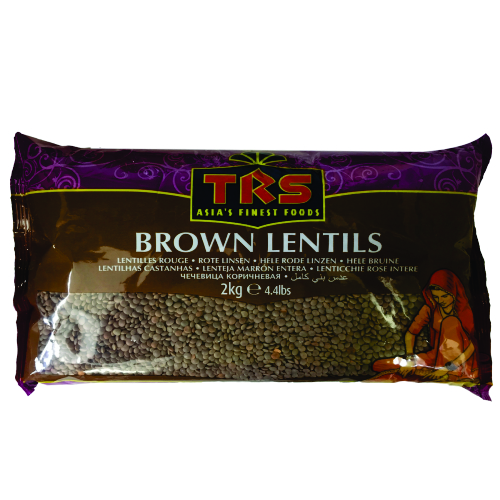 TRS
ASIA'S FINEST FOODS
BROWN LENTILS
LENTILLES ROUGE • ROTE LINSEN • HELE RODE LINZEN • HELE BRUINE
LENTILHAS CASTANHAS • LENTEJA MARRÓN ENTERA • LENTICCHIE ROSE INTERE
ЧЕЧЕВИЦА КОРИЧНЕВАЯ • عدس بني كامل
2kg ℮ 4.4lbs